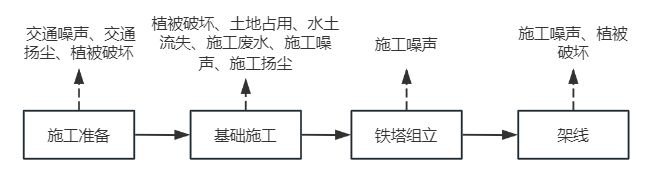 交通噪声、交通
扬尘、植被破坏
植被破坏、土地占用、水土
流失、施工废水、施工噪
声、施工扬尘
施工噪声
施工噪声、植被
破坏
施工准备
基础施工
铁塔组立
架线